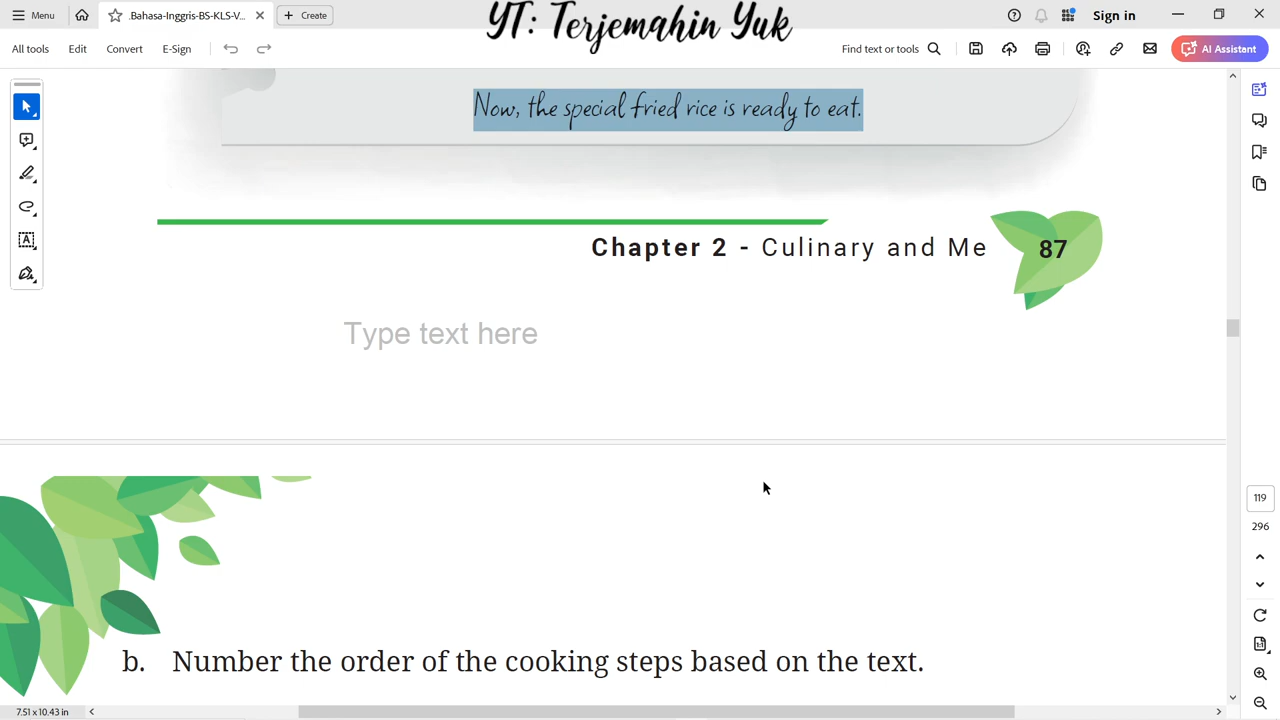 Menu
.Bahasa-Inggris-BS-KLS-V...
Create
YT: Terjemahin Yuk
Sign in
All tools
Edit
Convert
E-Sign
Find text or tools
AI Assistant
Now, the special fried rice is ready to eat.
Chapter 2 - Culinary and Me
87
Type text here
119
296
b. Number the order of the cooking steps based on the text.
7.51 x 10.43 in